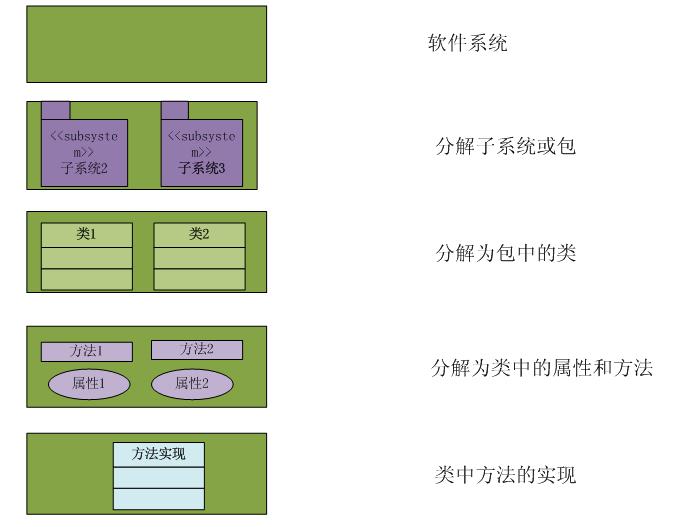 软件系统
<<subsyste
m>>
子系统2
<<subsyste
m>>
子系统3
分解子系统或包
类1
类2
分解为包中的类
方法1
方法2
属性1
属性2
分解为类中的属性和方法
方法实现
类中方法的实现